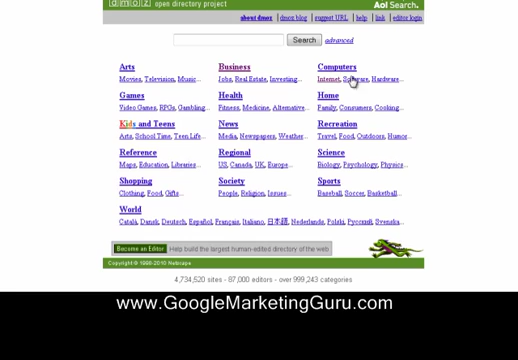 dmoz open directory project
Aol Search.
about dmoz | dmoz blog | suggest URL | help | link | editor login
Search advanced
Arts
Movies, Television, Music...
Business
Jobs, Real Estate, Investing...
Computers
Internet, Software, Hardware...
Games
Video Games, RPGs, Gambling...
Health
Fitness, Medicine, Alternative...
Home
Family, Consumers, Cooking...
Kids and Teens
Arts, School Time, Teen Life...
News
Media, Newspapers, Weather...
Recreation
Travel, Food, Outdoors, Humor...
Reference
Maps, Education, Libraries...
Regional
US, Canada, UK, Europe...
Science
Biology, Psychology, Physics...
Shopping
Clothing, Food, Gifts...
Society
People, Religion, Issues...
Sports
Baseball, Soccer, Basketball...
World
Català, Dansk, Deutsch, Español, Français, Italiano, 日本語, Nederlands, Polski, Русский, Svenska...
Become an Editor Help build the largest human-edited directory of the web
Copyright © 1998-2010 Netscape
4,734,520 sites - 87,000 editors - over 999,243 categories
www.GoogleMarketingGuru.com